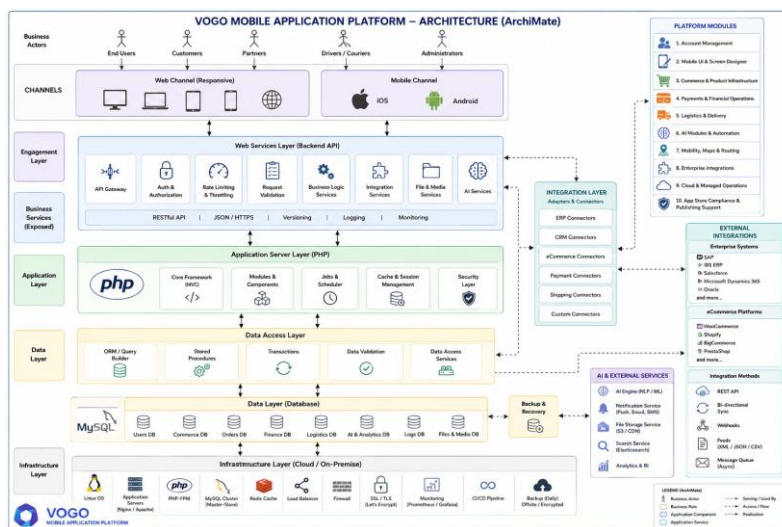 VOGO MOBILE APPLICATION PLATFORM – ARCHITECTURE (ArchiMate)
Business
Actors
End Users
Customers
Partners
Drivers / Couriers
Administrators
CHANNELS
Web Channel (Responsive)
Mobile Channel
iOS
Android
Engagement
Layer
Business
Services
(Exposed)
Web Services Layer (Backend API)
API Gateway
Auth &
Authorization
Rate Limiting
& Throttling
Request
Validation
Business Logic
Services
Integration
Services
File & Media
Services
AI Services
RESTful API | JSON / HTTPS | Versioning | Logging | Monitoring
Application
Layer
Application Server Layer (PHP)
php
Core Framework
(MVC)
</>
Modules &
Components
Jobs &
Scheduler
Cache & Session
Management
Security
Layer
Data
Layer
Data Access Layer
ORM / Query
Builder
Stored
Procedures
Transactions
Data Validation
Data Access
Services
Data Layer (Database)
MySQL
Users DB
Commerce DB
Orders DB
Finance DB
Logistics DB
AI & Analytics DB
Logs DB
Files & Media DB
Backup &
Recovery
Infrastructure
Layer
Infrastmucture Layer (Cloud / On-Premise)
Linux OS
Application
Servers
(Nginx / Apache)
php
PHP-FPM
MySQL Cluster
(Master-Slave)
Redis Cache
Load Balancer
Firewall
SSL / TLS
(Let's Encrypt)
Monitoring
(Prometheus / Grafana)
CI/CD Pipeline
Backup (Daily)
Offsite / Encrypted
INTEGRATION LAYER
Adapters & Connectors
ERP Connectors
CRM Connectors
eCommerce Connectors
Payment Connectors
Shipping Connectors
Custom Connectors
AI & EXTERNAL SERVICES
AI Engine (NLP / ML)
Notification Service
(Push, Email, SMS)
File Storage Service
(S3 / CDN)
Search Service
(Elasticsearch)
Analytics & BI
PLATFORM MODULES
1. Account Management
2. Mobile UI & Screen Designer
3. Commerce & Product Infrastructure
4. Payments & Financial Operations
5. Logistics & Delivery
6. AI Modules & Automation
7. Mobility, Maps & Routing
8. Enterprise Integrations
9. Cloud & Managed Operations
10. App Store Compliance &
Publishing Support
EXTERNAL
INTEGRATIONS
Enterprise Systems
SAP
IBS ERP
Salesforce
Microsoft Dynamics 365
Oracle
and more...
eCommerce Platforms
WooCommerce
Shopify
BigCommerce
PrestaShop
and more...
Integration Methods
REST API
Bi-directional
Sync
Webhooks
Feeds
(XML / JSON / CSV)
Message Queue
(Async)
LEGEND (ArchiMate)
Business Actor
Business Role
Application Component
Application Service
Serving / Used By
Access / Flow
Realization
VOGO
MOBILE APPLICATION PLATFORM